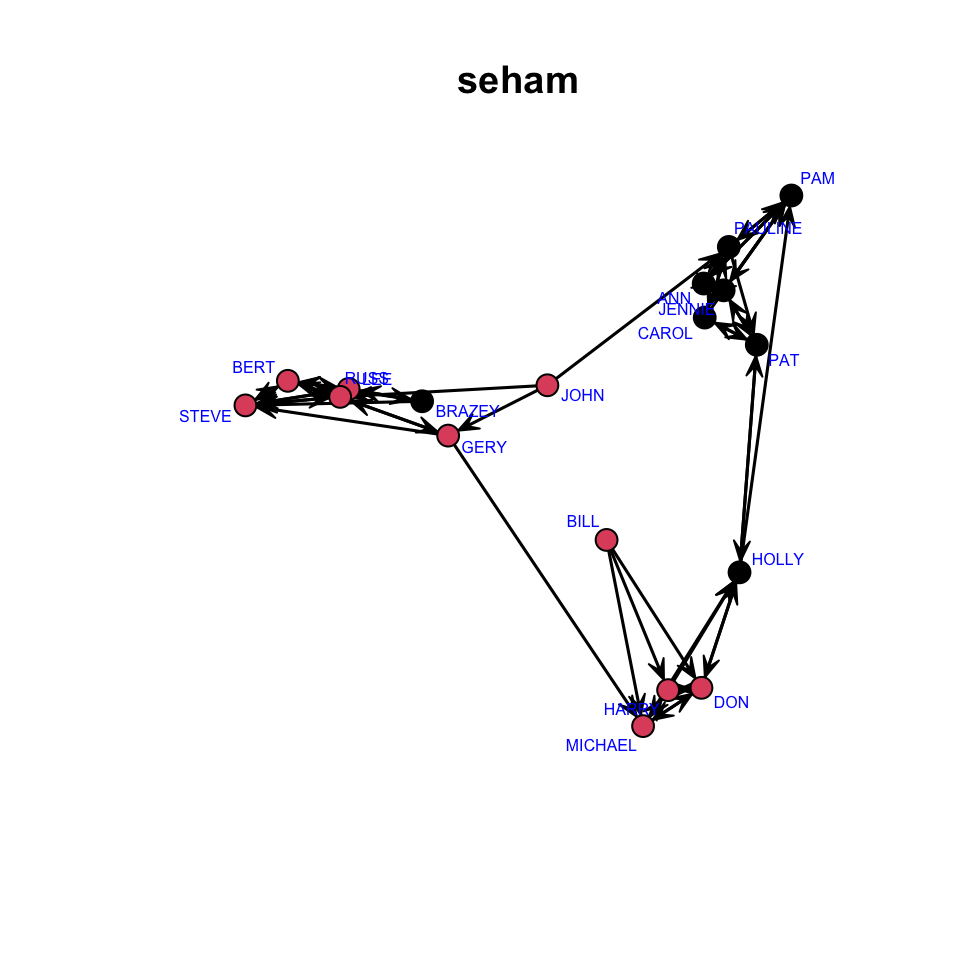 seham
PAM
PAULINE
ANN
JENNIE
CAROL
PAT
BERT
RUSS
LEE
STEVE
BRAZEY
JOHN
GERY
BILL
HOLLY
HARRY
DON
MICHAEL